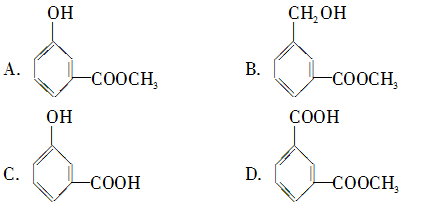 OH CH₂OH
A. —COOCH₃ B. —COOCH₃
OH COOH
C. —COOH D. —COOCH₃